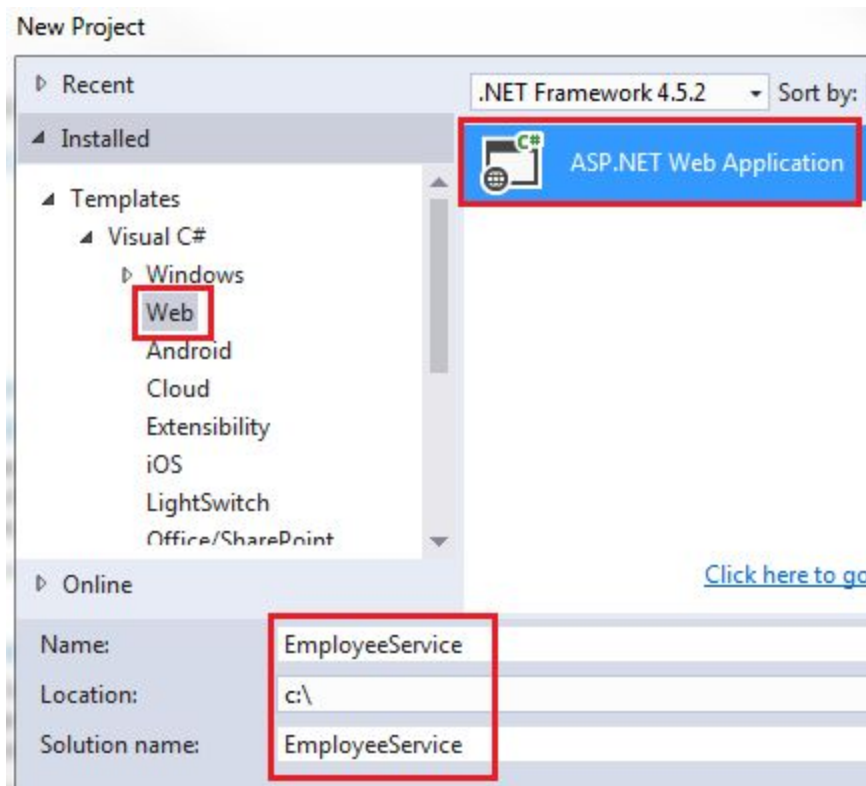 New Project
Recent
.NET Framework 4.5.2 Sort by:
Installed
C# ASP.NET Web Application
Templates
Visual C#
Windows
Web
Android
Cloud
Extensibility
iOS
LightSwitch
Office/SharePoint
Online
Click here to go
Name: EmployeeService
Location: c:\
Solution name: EmployeeService